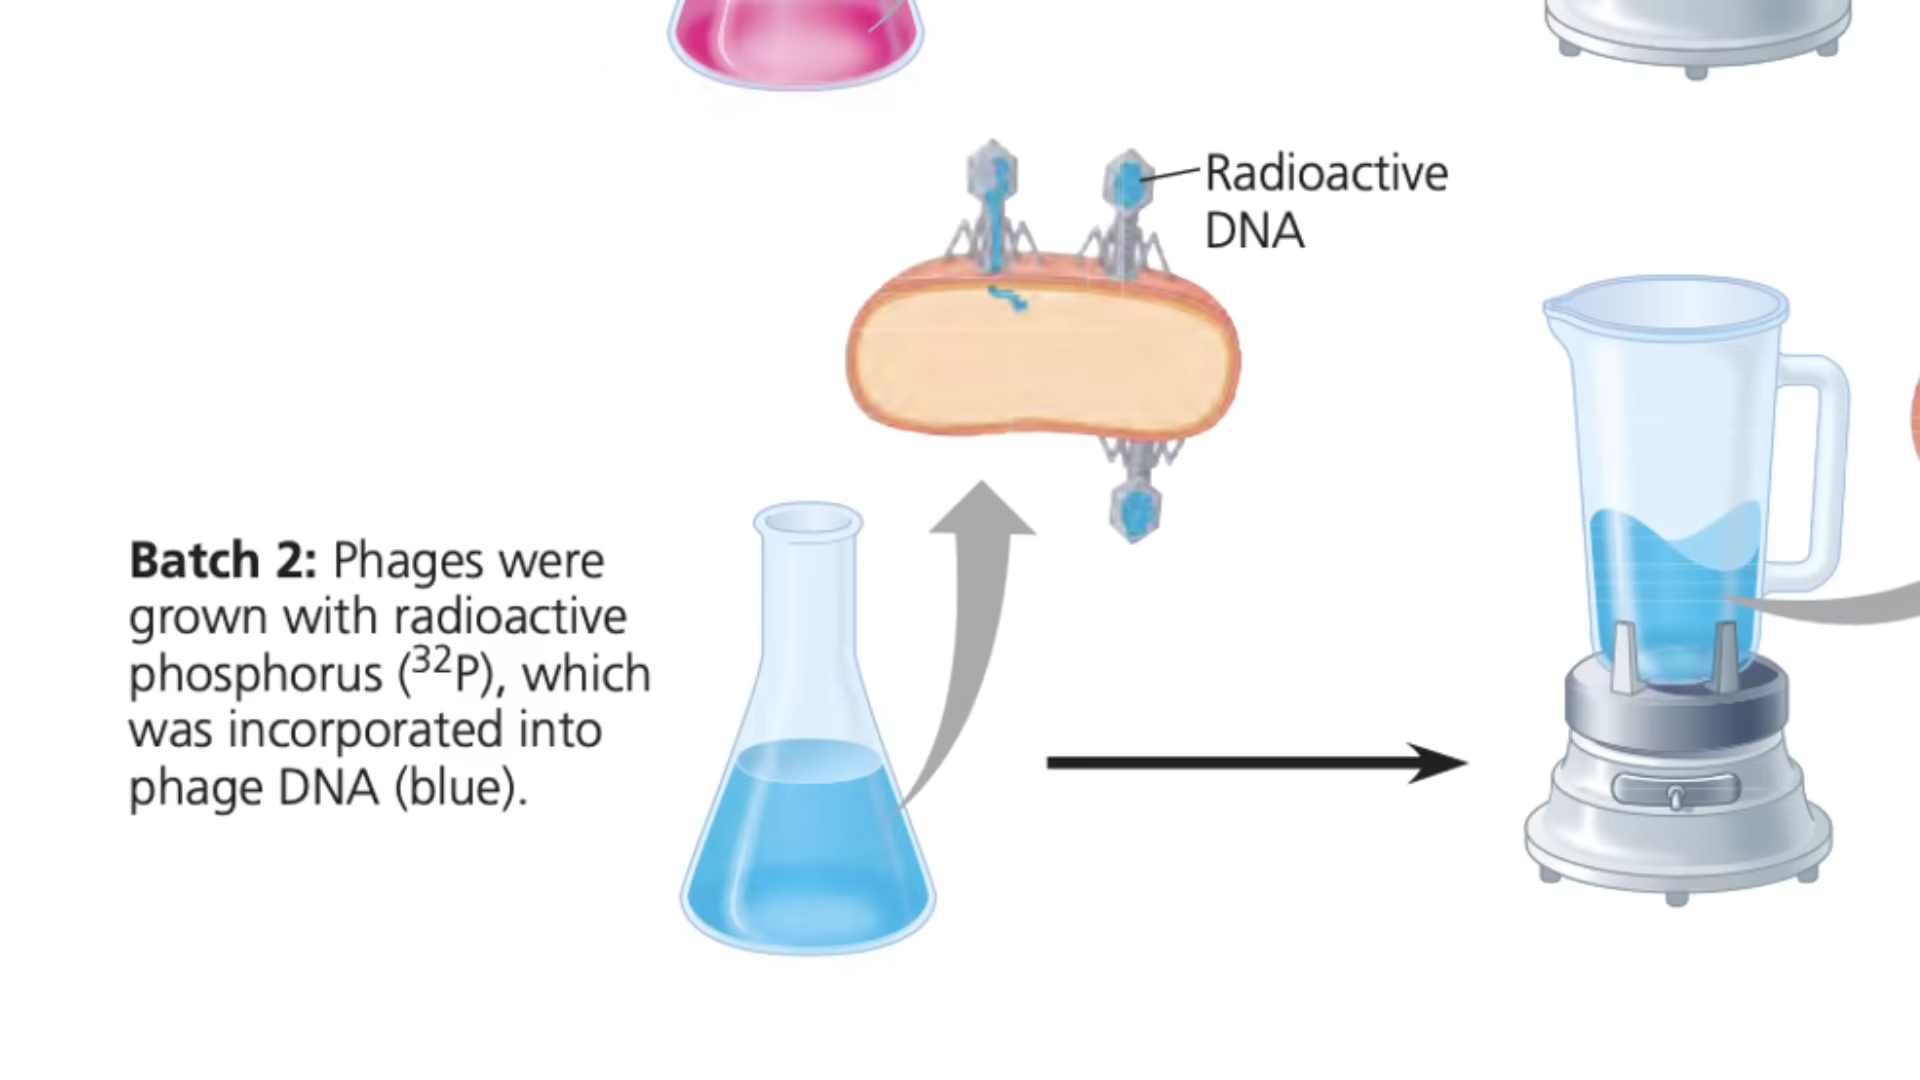 Radioactive
DNA
Batch 2: Phages were
grown with radioactive
phosphorus (³²P), which
was incorporated into
phage DNA (blue).